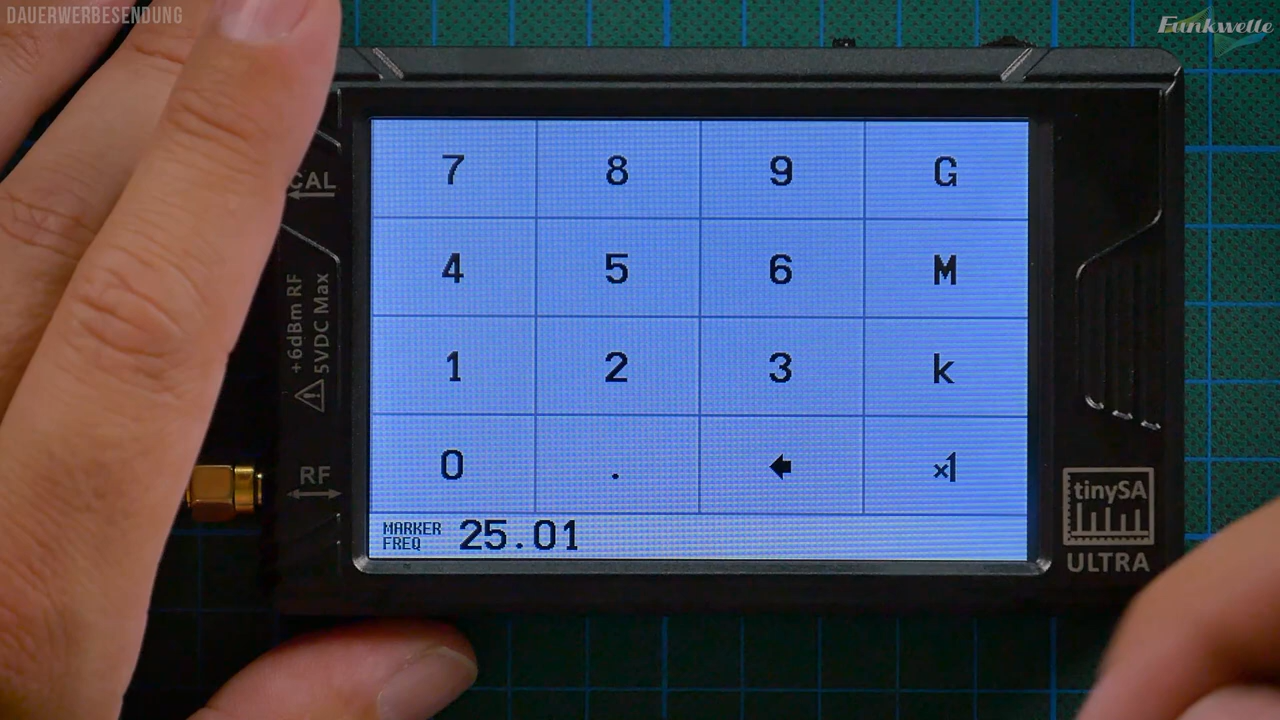 DAUERWERBESENDUNG
Funkwelle
CAL
+6dBm RF
5VDC Max
RF
7 8 9 G
4 5 6 M
1 2 3 k
0 . ← ×1
MARKER FREQ 25.01
tinySA
ULTRA